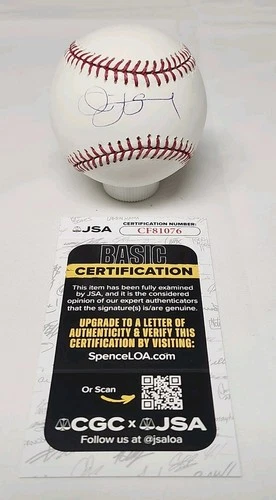 JSA
CERTIFICATION NUMBER:
CF81076
BASIC
CERTIFICATION
This item has been fully examined
by JSA, and it is the considered
opinion of our expert authenticators
that the signature(s) is/are genuine.
UPGRADE TO A LETTER OF
AUTHENTICITY & VERIFY THIS
CERTIFICATION BY VISITING:
SpenceLOA.com
Or Scan
CGC x JSA
Follow us at @jsaloa